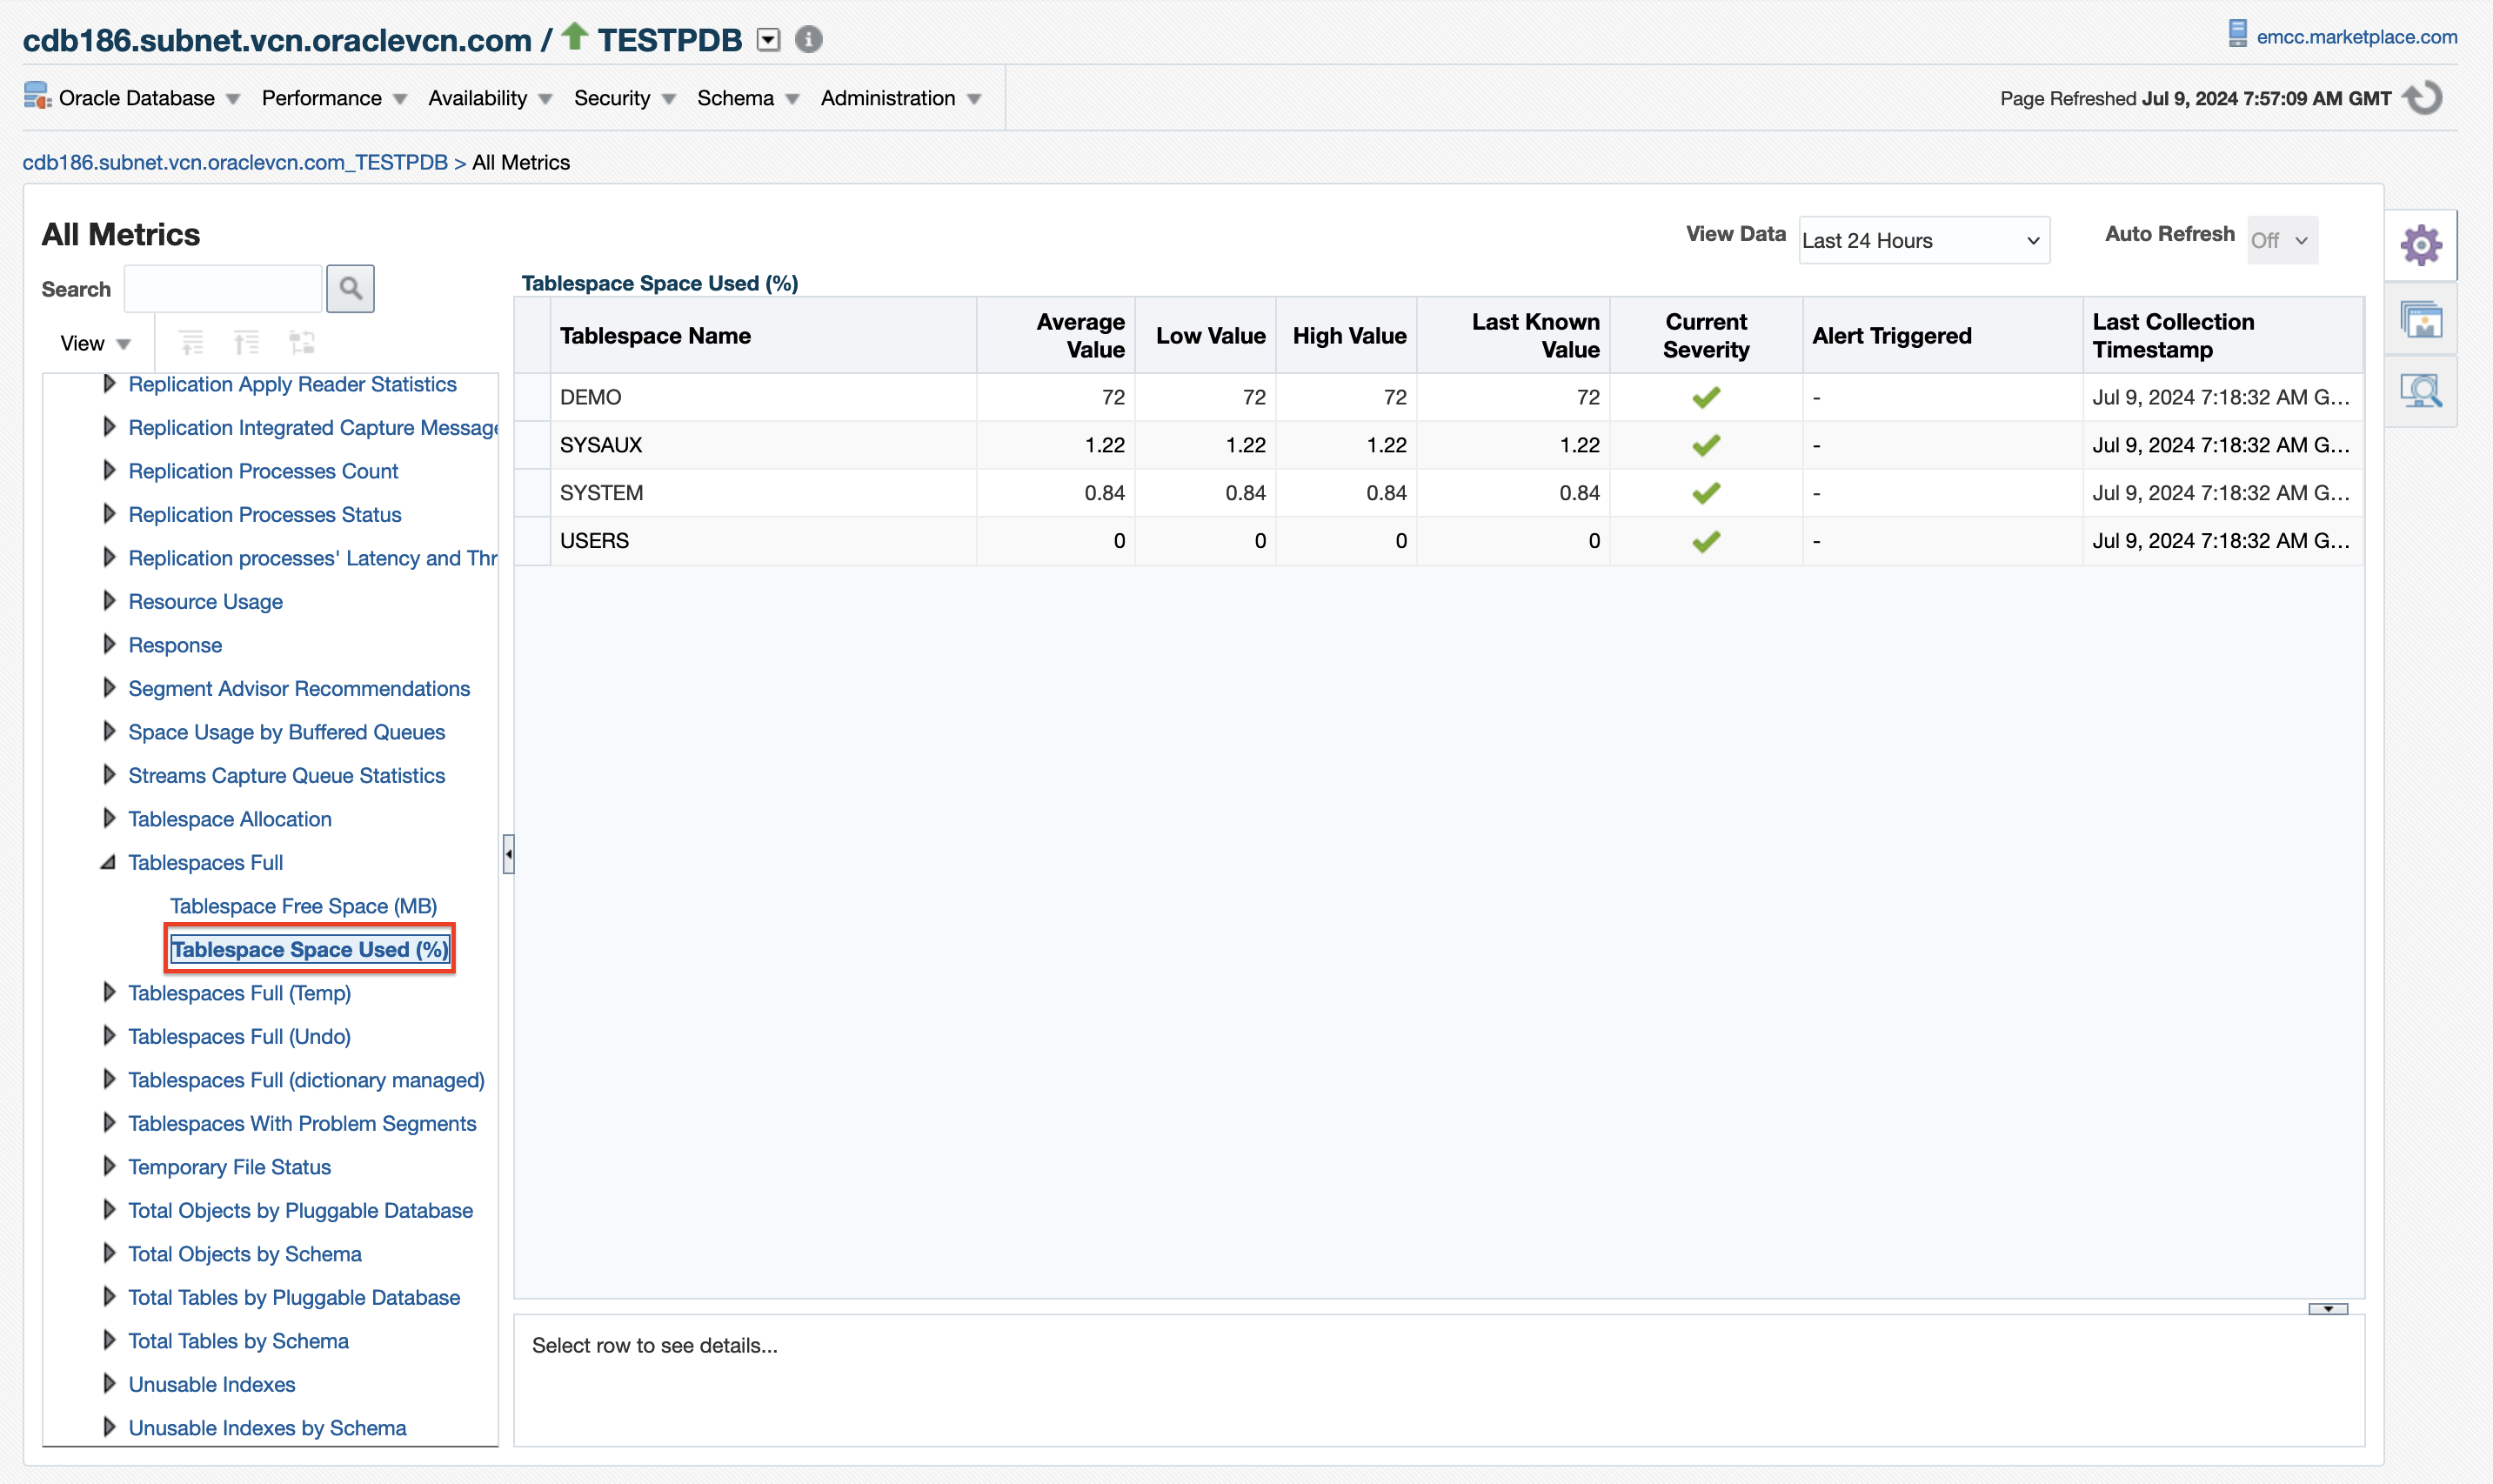 cdb186.subnet.vcn.oraclevcn.com / TESTPDB
emcc.marketplace.com
Oracle Database Performance Availability Security Schema Administration
Page Refreshed Jul 9, 2024 7:57:09 AM GMT
cdb186.subnet.vcn.oraclevcn.com_TESTPDB > All Metrics
All Metrics
View Data Last 24 Hours Auto Refresh Off
Search
View
Replication Apply Reader Statistics
Replication Integrated Capture Message
Replication Processes Count
Replication Processes Status
Replication processes' Latency and Thr
Resource Usage
Response
Segment Advisor Recommendations
Space Usage by Buffered Queues
Streams Capture Queue Statistics
Tablespace Allocation
Tablespaces Full
Tablespace Free Space (MB)
Tablespace Space Used (%)
Tablespaces Full (Temp)
Tablespaces Full (Undo)
Tablespaces Full (dictionary managed)
Tablespaces With Problem Segments
Temporary File Status
Total Objects by Pluggable Database
Total Objects by Schema
Total Tables by Pluggable Database
Total Tables by Schema
Unusable Indexes
Unusable Indexes by Schema
Tablespace Space Used (%)
Tablespace Name Average Value Low Value High Value Last Known Value Current Severity Alert Triggered Last Collection Timestamp
DEMO 72 72 72 72 - Jul 9, 2024 7:18:32 AM G...
SYSAUX 1.22 1.22 1.22 1.22 - Jul 9, 2024 7:18:32 AM G...
SYSTEM 0.84 0.84 0.84 0.84 - Jul 9, 2024 7:18:32 AM G...
USERS 0 0 0 0 - Jul 9, 2024 7:18:32 AM G...
Select row to see details...